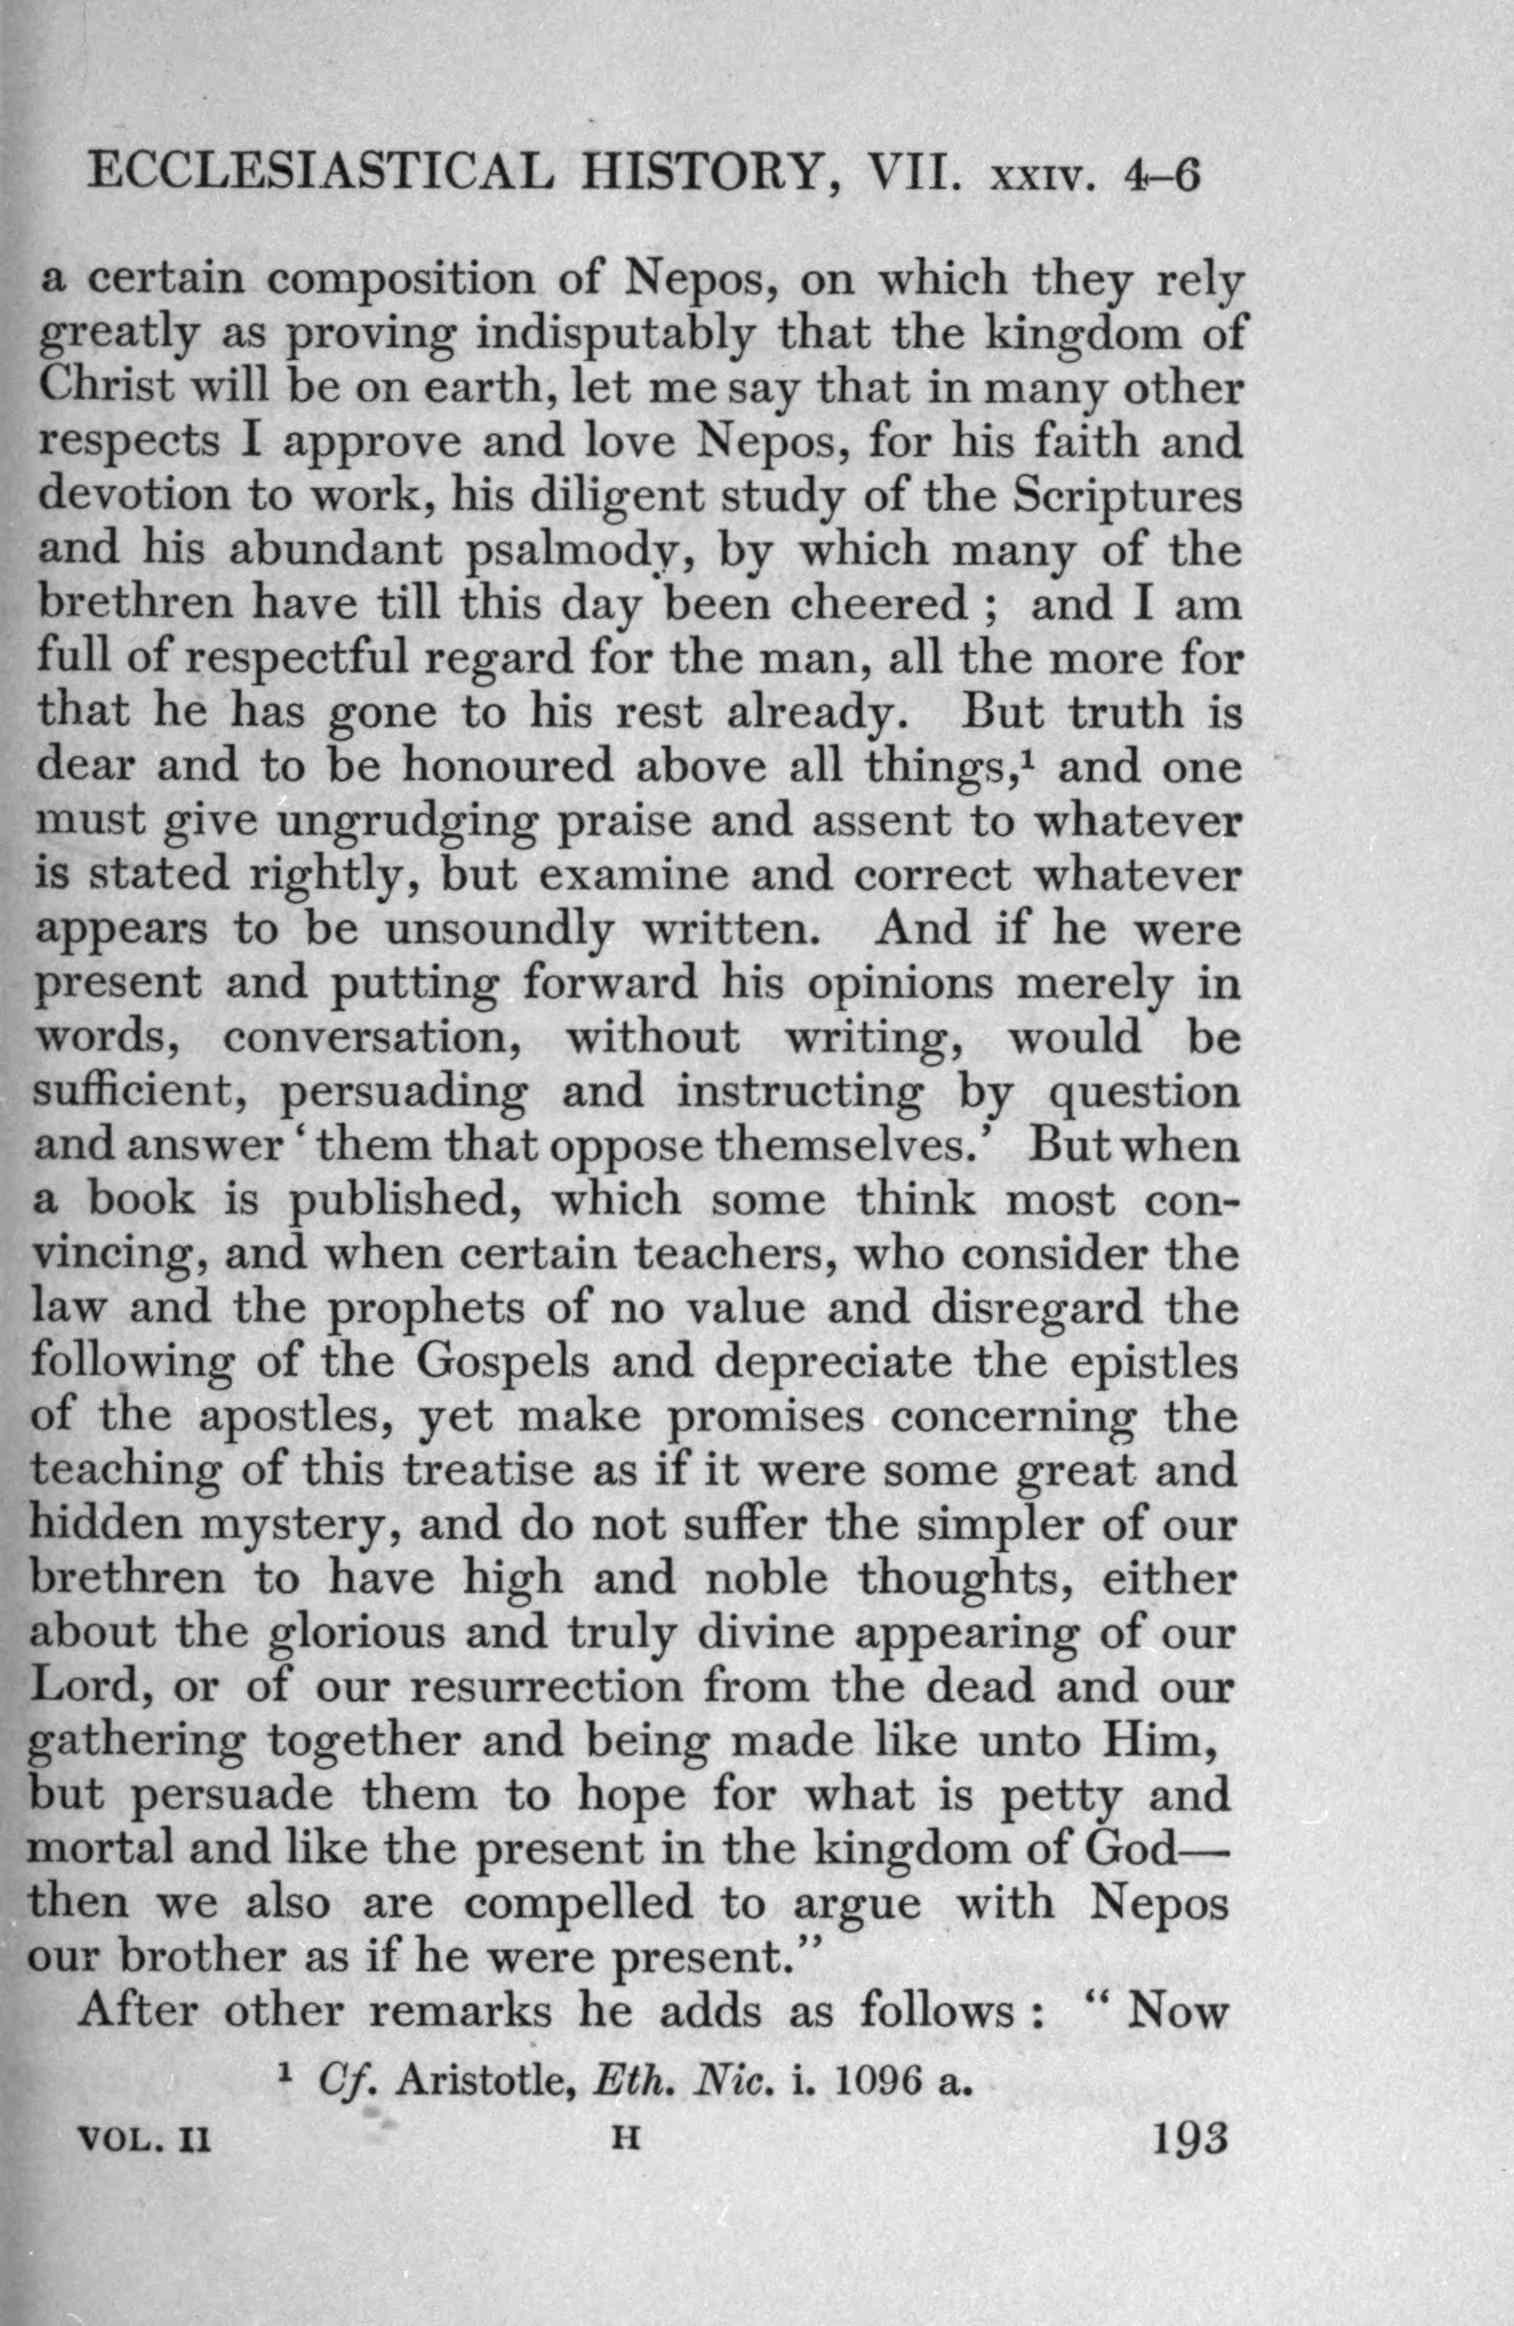 ECCLESIASTICAL HISTORY, VII. XXIV. 4–6
a certain composition of Nepos, on which they rely
greatly as proving indisputably that the kingdom of
Christ will be on earth, let me say that in many other
respects I approve and love Nepos, for his faith and
devotion to work, his diligent study of the Scriptures
and his abundant psalmody, by which many of the
brethren have till this day been cheered ; and I am
full of respectful regard for the man, all the more for
that he has gone to his rest already. But truth is
dear and to be honoured above all things,¹ and one
must give ungrudging praise and assent to whatever
is stated rightly, but examine and correct whatever
appears to be unsoundly written. And if he were
present and putting forward his opinions merely in
words, conversation, without writing, would be
sufficient, persuading and instructing by question
and answer ‘ them that oppose themselves.’ But when
a book is published, which some think most con-
vincing, and when certain teachers, who consider the
law and the prophets of no value and disregard the
following of the Gospels and depreciate the epistles
of the apostles, yet make promises concerning the
teaching of this treatise as if it were some great and
hidden mystery, and do not suffer the simpler of our
brethren to have high and noble thoughts, either
about the glorious and truly divine appearing of our
Lord, or of our resurrection from the dead and our
gathering together and being made like unto Him,
but persuade them to hope for what is petty and
mortal and like the present in the kingdom of God—
then we also are compelled to argue with Nepos
our brother as if he were present.”
After other remarks he adds as follows : “ Now
¹ Cf. Aristotle, Eth. Nic. i. 1096 a.
VOL. II H 193